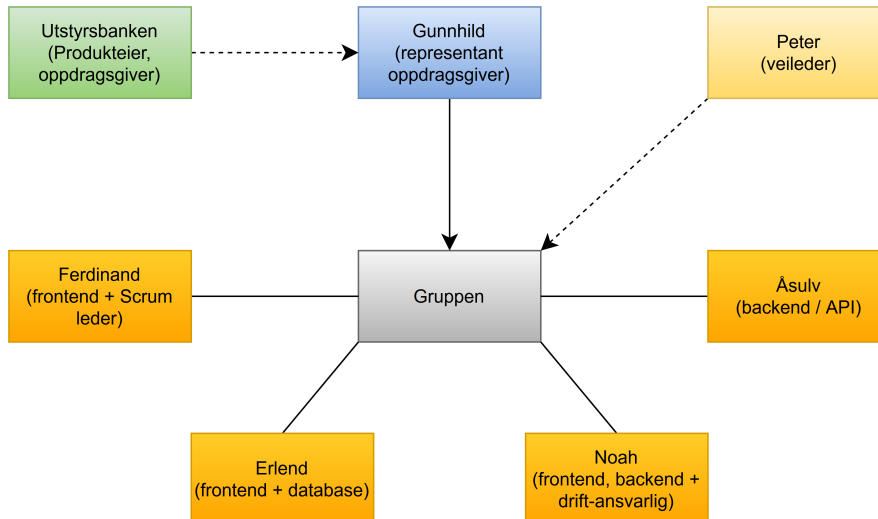 Utstyrsbanken
(Produkteier,
oppdragsgiver)
Gunnhild
(representant
oppdragsgiver)
Peter
(veileder)
Ferdinand
(frontend + Scrum
leder)
Gruppen
Åsulv
(backend / API)
Erlend
(frontend + database)
Noah
(frontend, backend +
drift-ansvarlig)